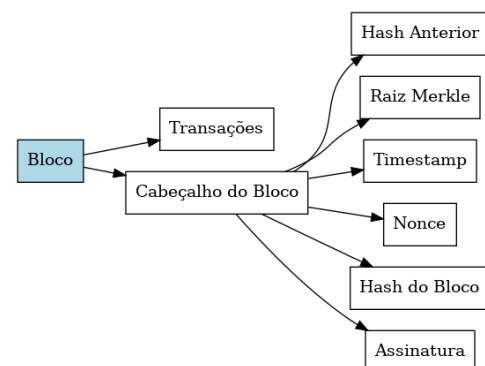 Bloco
Transações
Cabeçalho do Bloco
Hash Anterior
Raiz Merkle
Timestamp
Nonce
Hash do Bloco
Assinatura